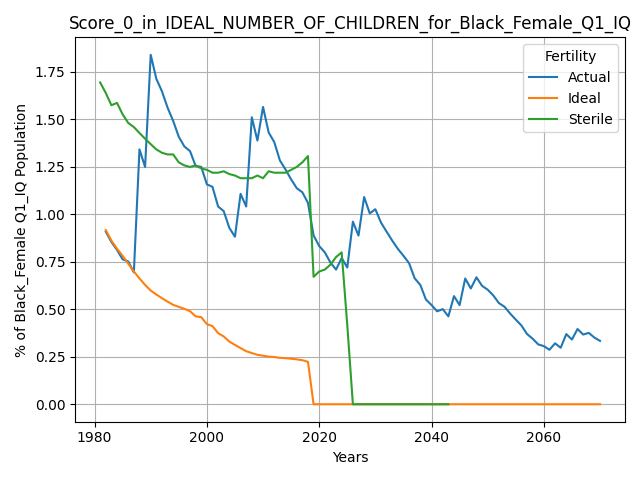 Score_0_in_IDEAL_NUMBER_OF_CHILDREN_for_Black_Female_Q1_IQ
Fertility
Actual
Ideal
Sterile
% of Black_Female Q1_IQ Population
1.75
1.50
1.25
1.00
0.75
0.50
0.25
0.00
1980
2000
2020
2040
2060
Years